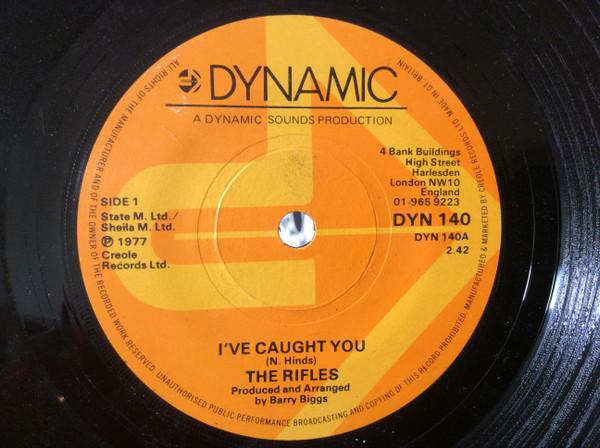 DYNAMIC
A DYNAMIC SOUNDS PRODUCTION
4 Bank Buildings
High Street
Harlesden
London NW10
England
01-965 9223
DYN 140
DYN 140A
2.42
SIDE 1
State M. Ltd./
Sheila M. Ltd.
℗ 1977
Creole
Records Ltd.
I'VE CAUGHT YOU
(N. Hinds)
THE RIFLES
Produced and Arranged
by Barry Biggs
ALL RIGHTS OF THE MANUFACTURER AND OF THE OWNER OF THE RECORDED WORK RESERVED. UNAUTHORISED PUBLIC PERFORMANCE BROADCASTING AND COPYING OF THIS RECORD PROHIBITED. MANUFACTURED & MARKETED BY CREOLE RECORDS LTD MADE IN GT. BRITAIN